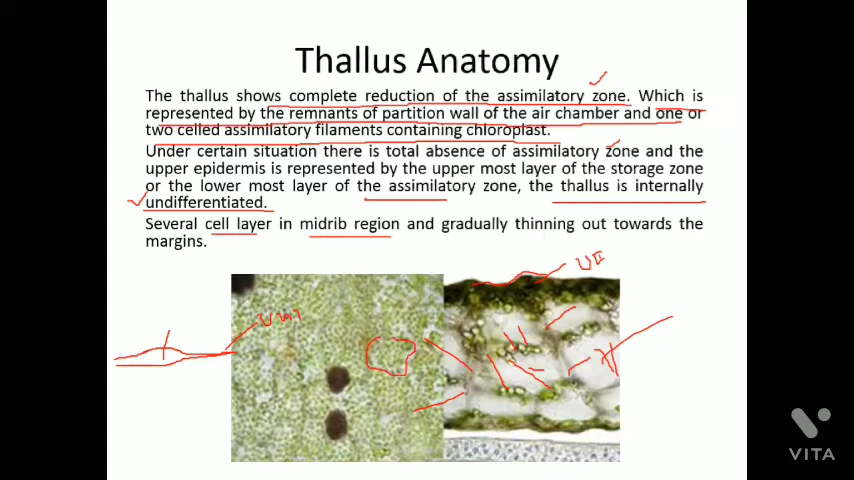 Thallus Anatomy
The thallus shows complete reduction of the assimilatory zone. Which is
represented by the remnants of partition wall of the air chamber and one or
two celled assimilatory filaments containing chloroplast.
Under certain situation there is total absence of assimilatory zone and the
upper epidermis is represented by the upper most layer of the storage zone
or the lower most layer of the assimilatory zone, the thallus is internally
undifferentiated.
Several cell layer in midrib region and gradually thinning out towards the
margins.
UE
VITA